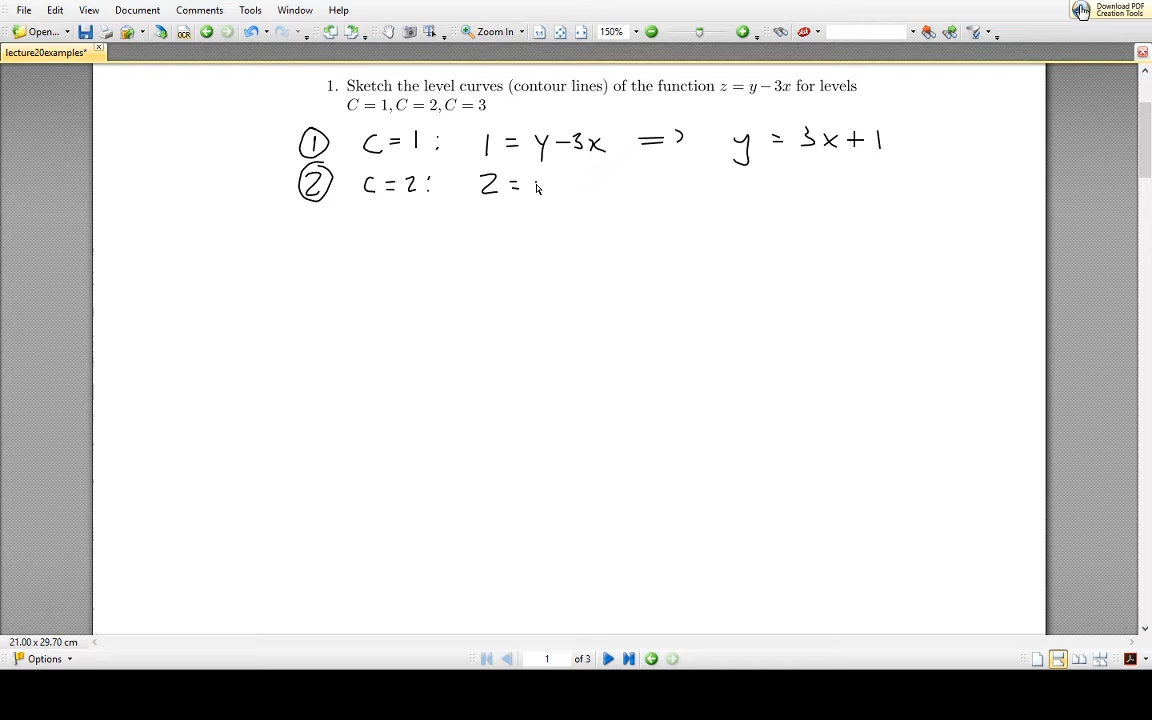 File Edit View Document Comments Tools Window Help
Download PDF
Creation Tools
Open... OCR Zoom In 150%
lecture20examples*
1. Sketch the level curves (contour lines) of the function z = y − 3x for levels
C = 1, C = 2, C = 3
① C = 1 : 1 = y − 3x ⇒ y = 3x + 1
② C = 2 : 2 =
21.00 x 29.70 cm
Options 1 of 3